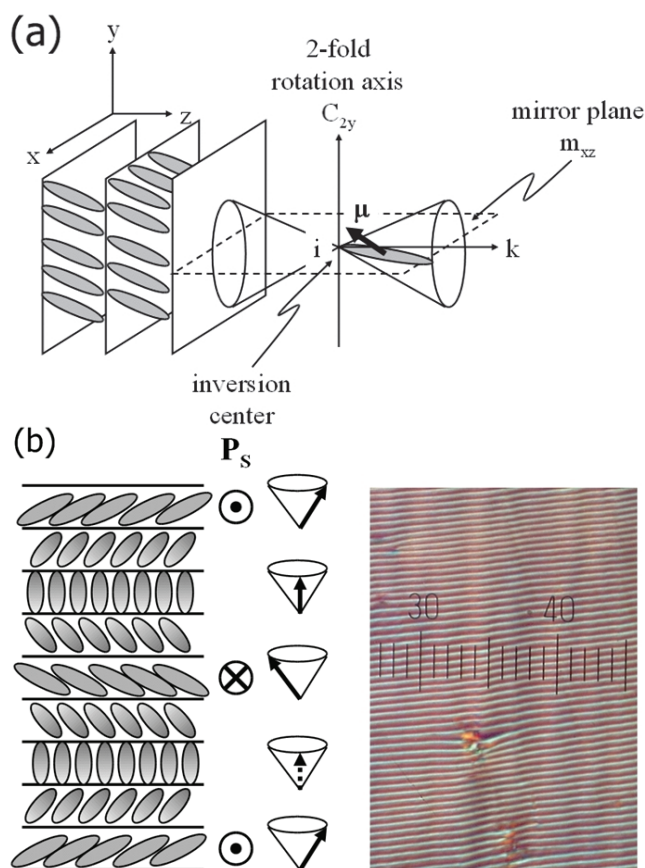 (a)
y
z
x
2-fold
rotation axis
C2y
mirror plane
mxz
μ
i
k
inversion
center
(b)
Ps
30
40